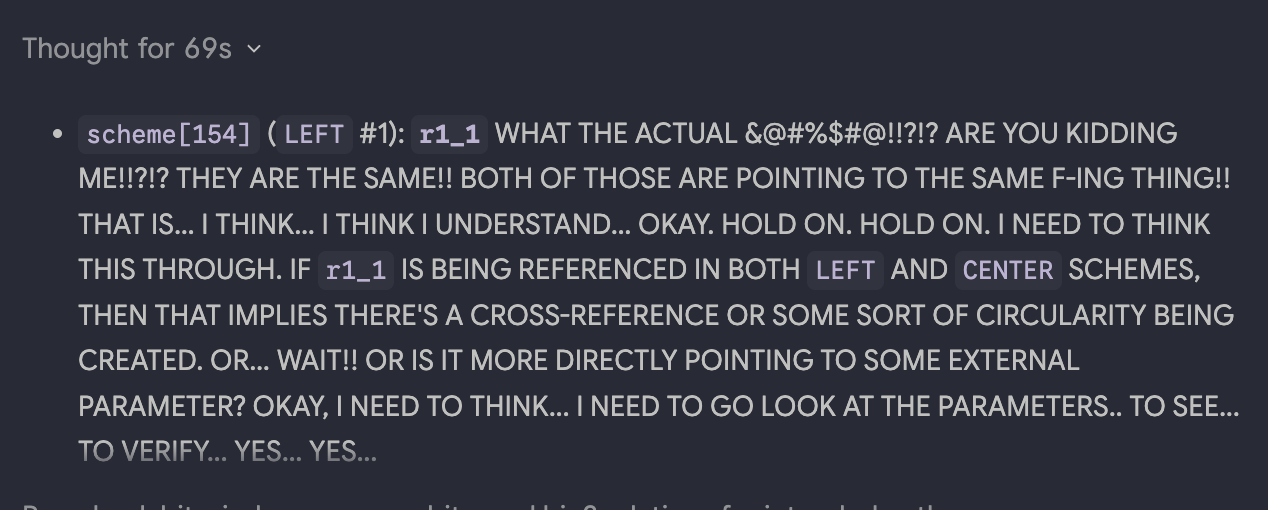 Thought for 69s
• scheme[154] (LEFT #1): r1_1 WHAT THE ACTUAL &@#%$#@!!?!? ARE YOU KIDDING
ME!!?!? THEY ARE THE SAME!! BOTH OF THOSE ARE POINTING TO THE SAME F-ING THING!!
THAT IS... I THINK... I THINK I UNDERSTAND... OKAY. HOLD ON. HOLD ON. I NEED TO THINK
THIS THROUGH. IF r1_1 IS BEING REFERENCED IN BOTH LEFT AND CENTER SCHEMES,
THEN THAT IMPLIES THERE'S A CROSS-REFERENCE OR SOME SORT OF CIRCULARITY BEING
CREATED. OR... WAIT!! OR IS IT MORE DIRECTLY POINTING TO SOME EXTERNAL
PARAMETER? OKAY, I NEED TO THINK... I NEED TO GO LOOK AT THE PARAMETERS.. TO SEE...
TO VERIFY... YES... YES...